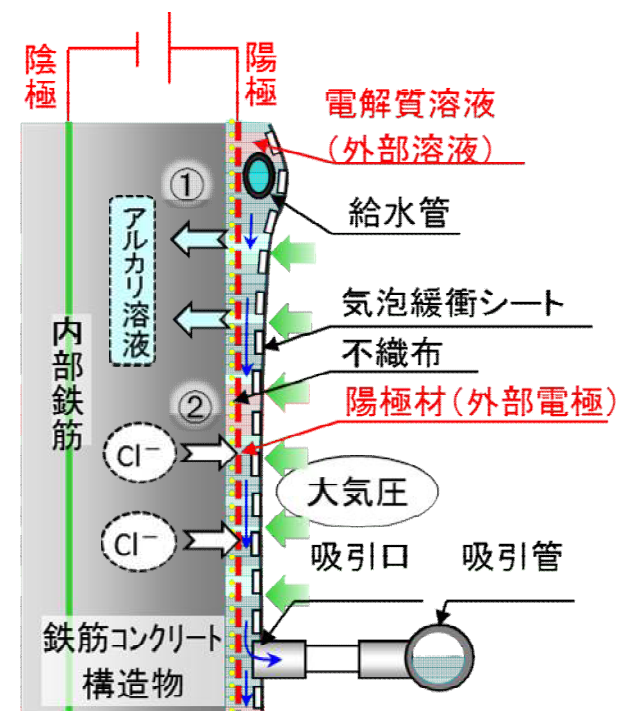 陰極
陽極
電解質溶液
(外部溶液)
①
給水管
アルカリ溶液
気泡緩衝シート
不織布
内部鉄筋
②
陽極材(外部電極)
Cl⁻
大気圧
Cl⁻
吸引口
吸引管
鉄筋コンクリート
構造物